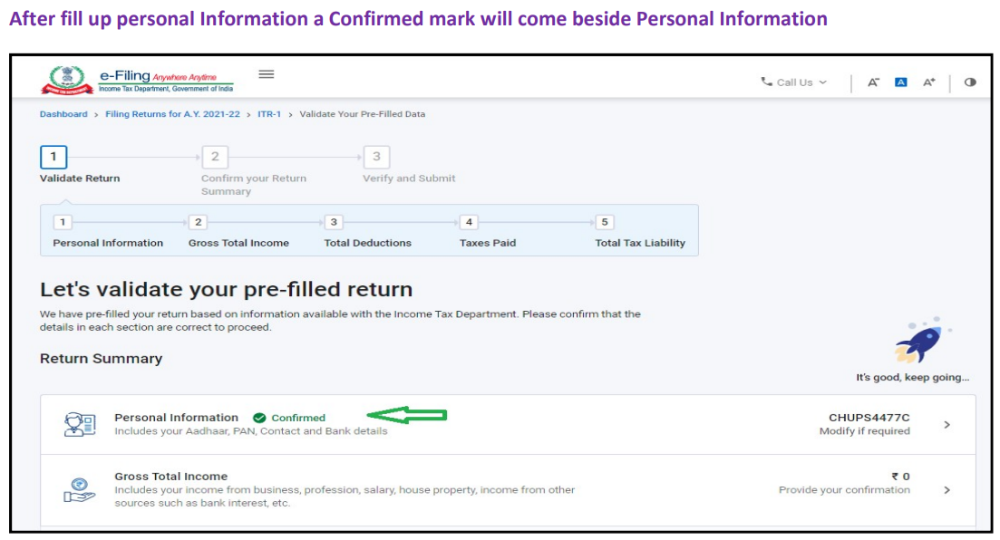 After fill up personal Information a Confirmed mark will come beside Personal Information
e-Filing Anywhere Anytime
Income Tax Department, Government of India
Call Us
A- A A+
Dashboard > Filing Returns for A.Y. 2021-22 > ITR-1 > Validate Your Pre-Filled Data
1 2 3
Validate Return Confirm your Return Verify and Submit
Summary
1 2 3 4 5
Personal Information Gross Total Income Total Deductions Taxes Paid Total Tax Liability
Let's validate your pre-filled return
We have pre-filled your return based on information available with the Income Tax Department. Please confirm that the
details in each section are correct to proceed.
Return Summary
It's good, keep going...
Personal Information Confirmed CHUPS4477C
Includes your Aadhaar, PAN, Contact and Bank details Modify if required
Gross Total Income ₹ 0
Includes your income from business, profession, salary, house property, income from other Provide your confirmation
sources such as bank interest, etc.